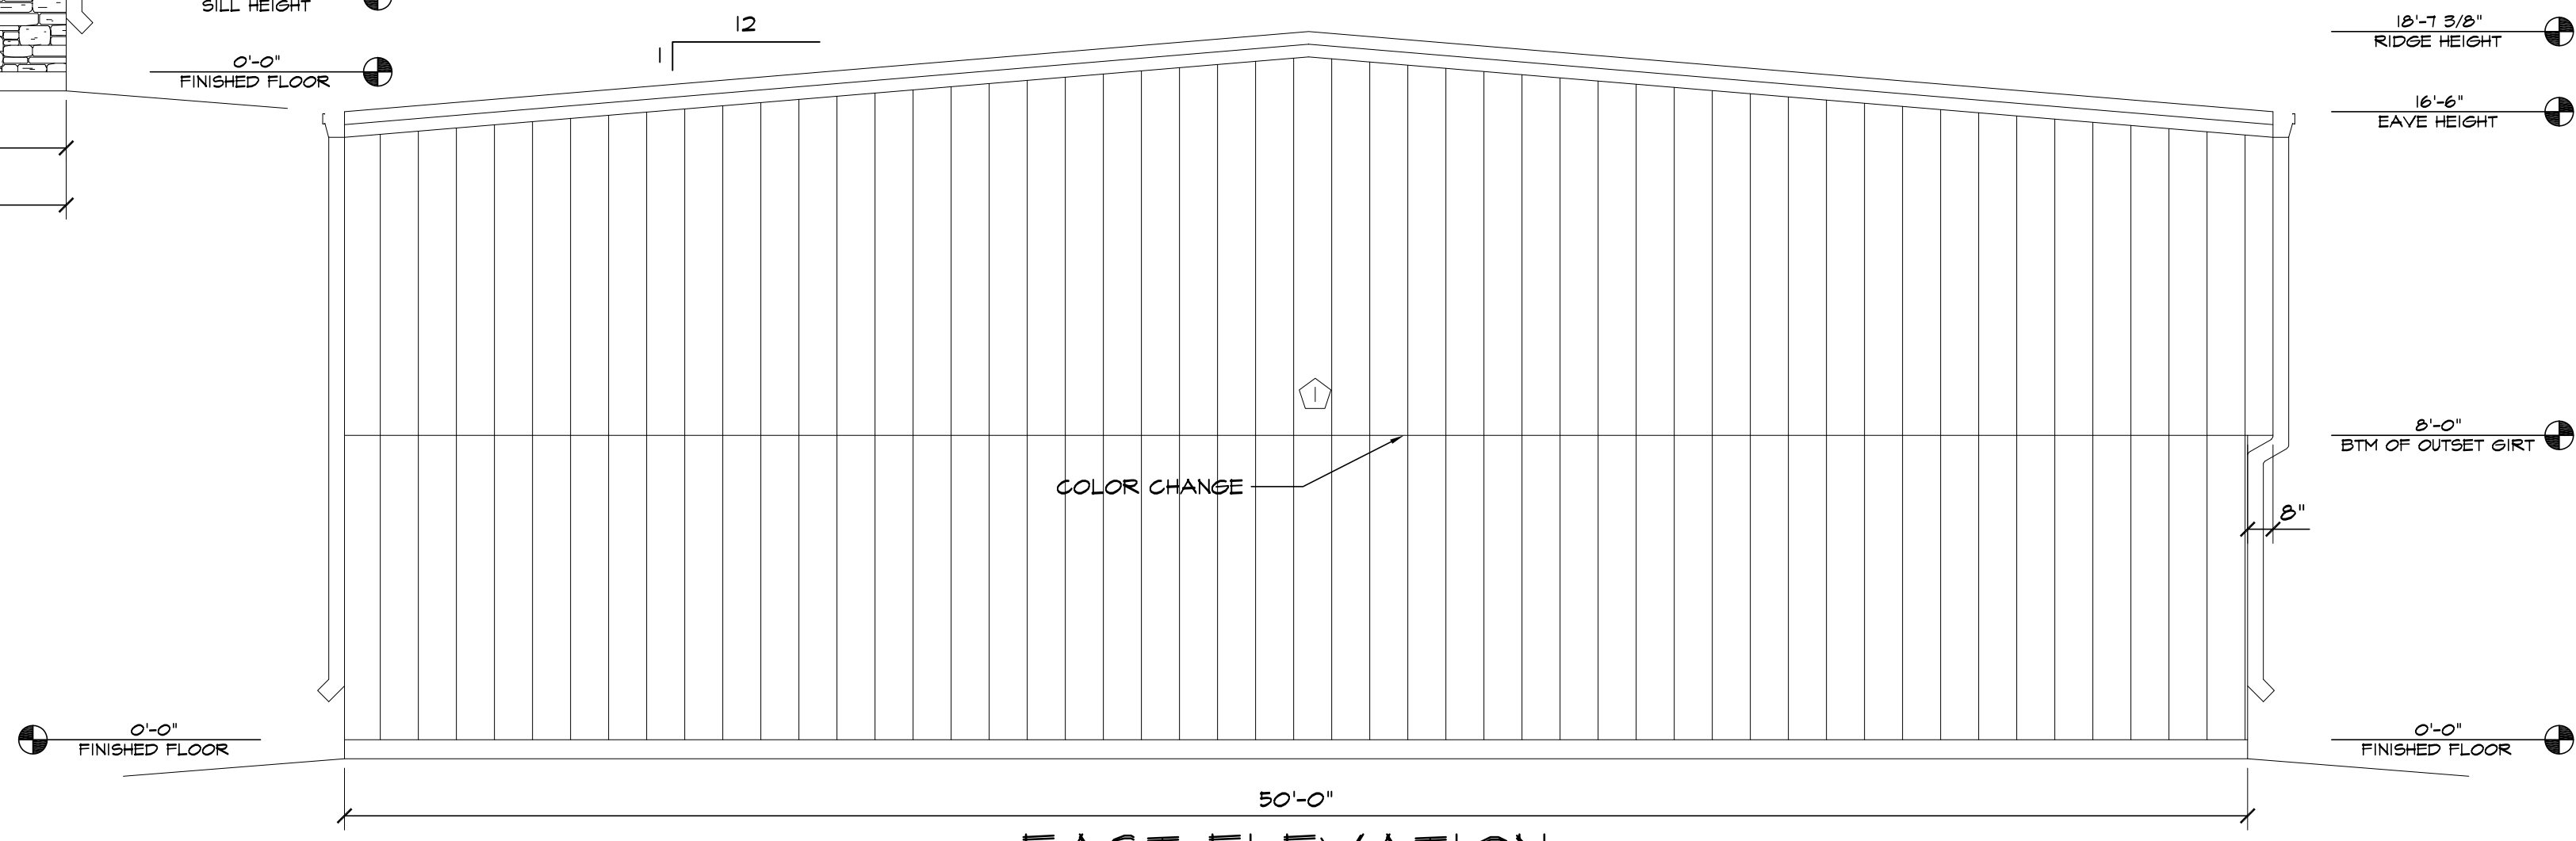 SILL HEIGHT
0'-0"
FINISHED FLOOR
12
1
18'-7 3/8"
RIDGE HEIGHT
16'-6"
EAVE HEIGHT
1
8'-0"
BTM OF OUTSET GIRT
COLOR CHANGE
8"
0'-0"
FINISHED FLOOR
0'-0"
FINISHED FLOOR
50'-0"
EAST ELEVATION